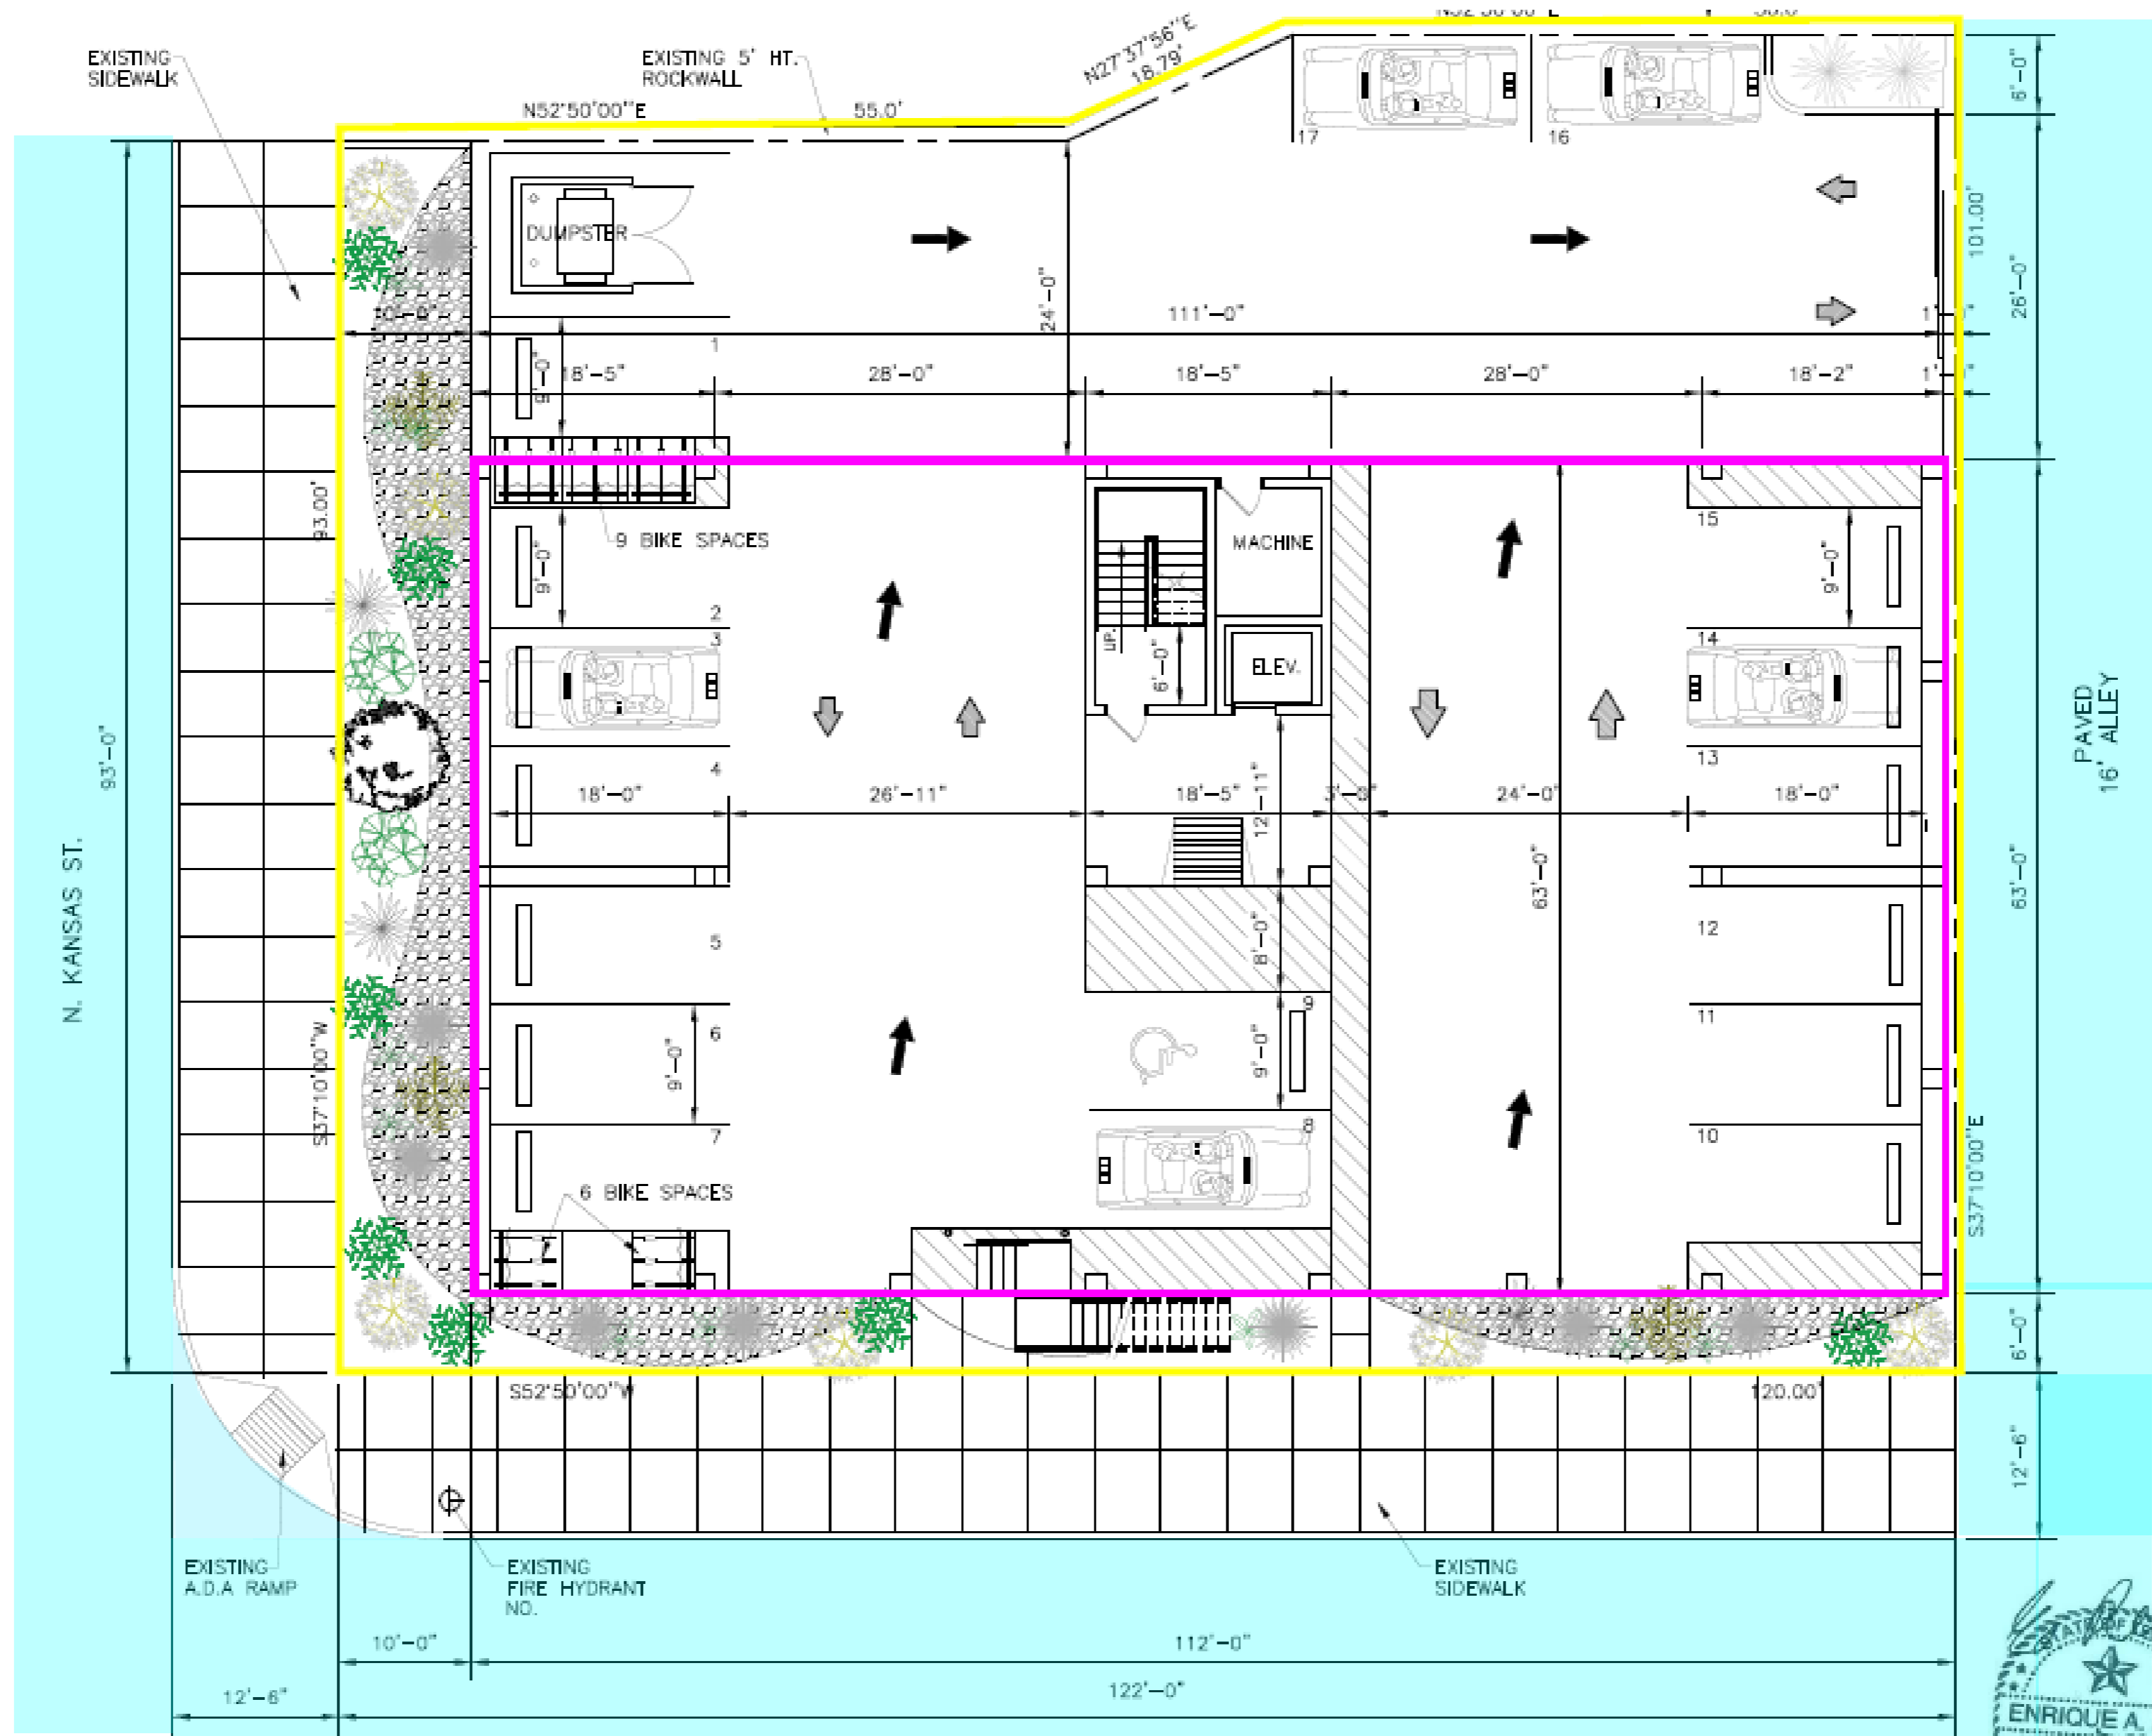 N27°37'56"E
18.79'
EXISTING
SIDEWALK
EXISTING 5' HT.
ROCKWALL
N52°50'00"E
55.0'
17
16
6'-0"
DUMPSTER
101.00'
24'-0"
26'-0"
111'-0"
1
9'-0"
18'-5"
28'-0"
18'-5"
28'-0"
18'-2"
93.00'
9 BIKE SPACES
MACHINE
15
9'-0"
9'-0"
2
3
UP.
6'-0"
ELEV.
14
PAVED
16' ALLEY
93'-0"
4
13
18'-0"
26'-11"
18'-5"
24'-0"
18'-0"
12'-11"
N. KANSAS ST.
63'-0"
63'-0"
5
8'-0"
12
9
11
6
9'-0"
9'-0"
S37°10'00"W
7
8
10
S37°10'00"E
6 BIKE SPACES
6'-0"
S52°50'00"W
120.00'
12'-6"
EXISTING
A.D.A RAMP
EXISTING
FIRE HYDRANT
NO.
EXISTING
SIDEWALK
10'-0"
112'-0"
12'-6"
122'-0"
ENRIQUE A.